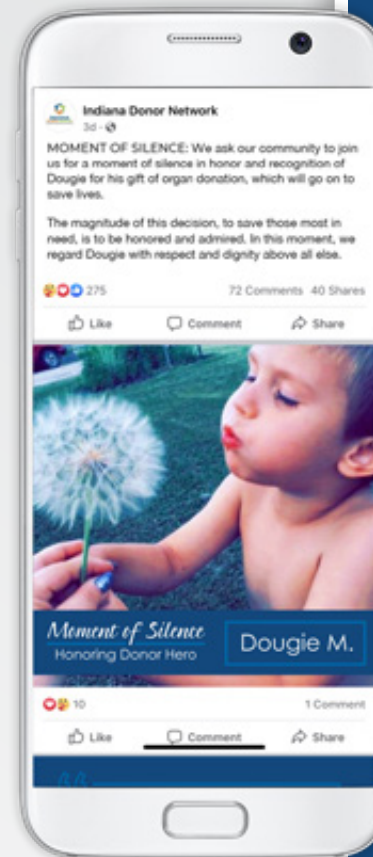 Indiana Donor Network
3d
MOMENT OF SILENCE: We ask our community to join
us for a moment of silence in honor and recognition of
Dougie for his gift of organ donation, which will go on to
save lives.
The magnitude of this decision, to save those most in
need, is to be honored and admired. In this moment, we
regard Dougie with respect and dignity above all else.
275 72 Comments 40 Shares
Like Comment Share
Moment of Silence
Honoring Donor Hero
Dougie M.
10 1 Comment
Like Comment Share